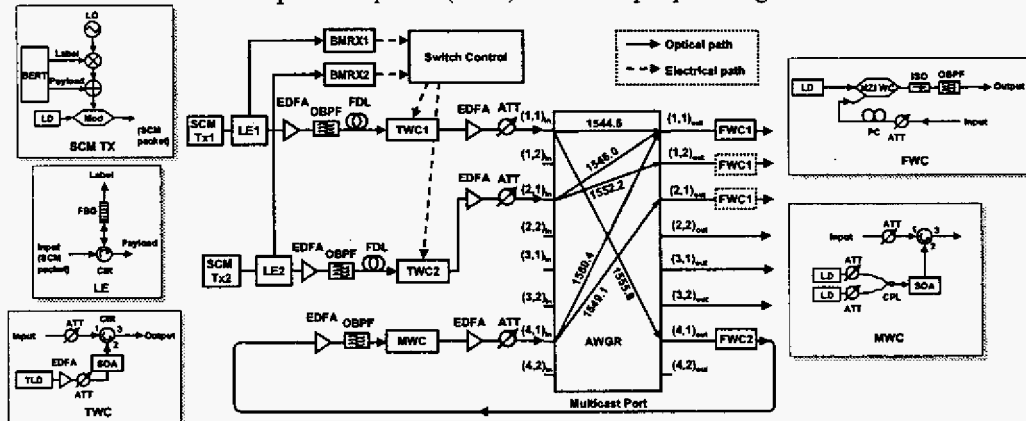 LD
Label
BERT
Payload
LD
Mod
(SCM packet)
SCM TX
Label
FBG
Input (SCM packet)
Payload
CIR
LE
Input
ATT
CIR
1
3
Output
2
EDFA
SOA
TLD
ATT
TWC
BMRX1
BMRX2
Switch Control
Optical path
Electrical path
SCM Tx1
LE1
EDFA
OBPF
FDL
TWC1
EDFA
ATT
(1,1)in
(1,2)in
EDFA
ATT
(2,1)in
(2,2)in
(3,1)in
(3,2)in
SCM Tx2
LE2
EDFA
OBPF
FDL
TWC2
EDFA
OBPF
MWC
EDFA
ATT
(4,1)in
(4,2)in
1546.0
1552.2
1549.1
AWGR
Multicast Port
(1,1)out
FWC1
(1,2)out
FWC1
(2,1)out
FWC1
(2,2)out
(3,1)out
(3,2)out
(4,1)out
FWC2
(4,2)out
LD
MZI WC
ISO
OBPF
Output
PC
ATT
Input
FWC
Input
ATT
3
2
LD
ATT
LD
ATT
CPL
SOA
MWC